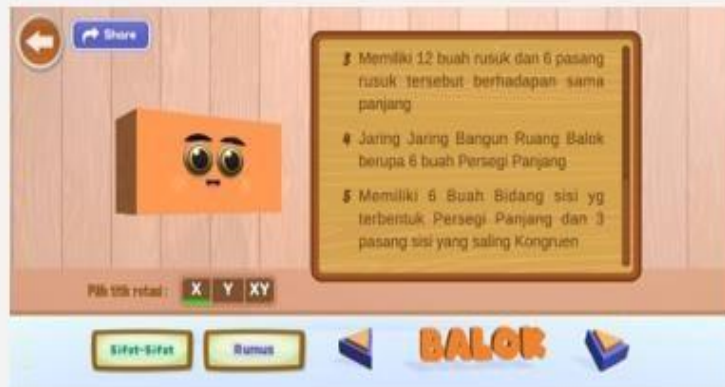 Share
3 Memiliki 12 buah rusuk dan 6 pasang
rusuk tersebut berhadapan sama
panjang
4 Jaring Jaring Bangun Ruang Balok
berupa 6 buah Persegi Panjang
5 Memiliki 6 Buah Bidang sisi yg
terbentuk Persegi Panjang dan 3
pasang sisi yang saling Kongruen
Pilih titik rotasi : X Y XY
Sifat-Sifat Rumus BALOK